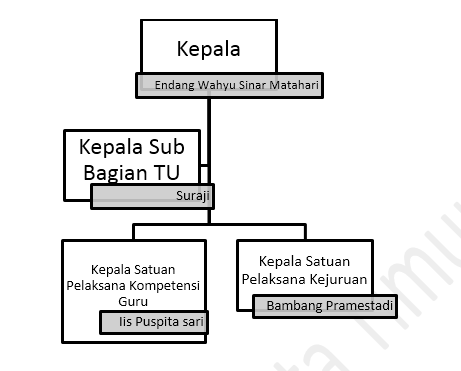 Kepala
Endang Wahyu Sinar Matahari
Kepala Sub
Bagian TU
Suraji
Kepala Satuan
Pelaksana Kompetensi
Guru
Iis Puspita sari
Kepala Satuan
Pelaksana Kejuruan
Bambang Pramestadi